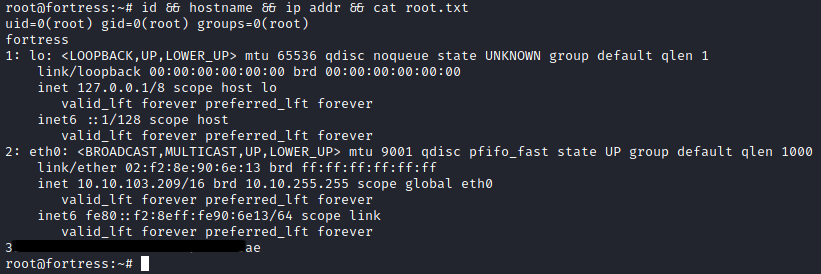 root@fortress:~# id && hostname && ip addr && cat root.txt
uid=0(root) gid=0(root) groups=0(root)
fortress
1: lo: <LOOPBACK,UP,LOWER_UP> mtu 65536 qdisc noqueue state UNKNOWN group default qlen 1
    link/loopback 00:00:00:00:00:00 brd 00:00:00:00:00:00
    inet 127.0.0.1/8 scope host lo
       valid_lft forever preferred_lft forever
    inet6 ::1/128 scope host
       valid_lft forever preferred_lft forever
2: eth0: <BROADCAST,MULTICAST,UP,LOWER_UP> mtu 9001 qdisc pfifo_fast state UP group default qlen 1000
    link/ether 02:f2:8e:90:6e:13 brd ff:ff:ff:ff:ff:ff
    inet 10.10.103.209/16 brd 10.10.255.255 scope global eth0
       valid_lft forever preferred_lft forever
    inet6 fe80::f2:8eff:fe90:6e13/64 scope link
       valid_lft forever preferred_lft forever
3 ae
root@fortress:~#